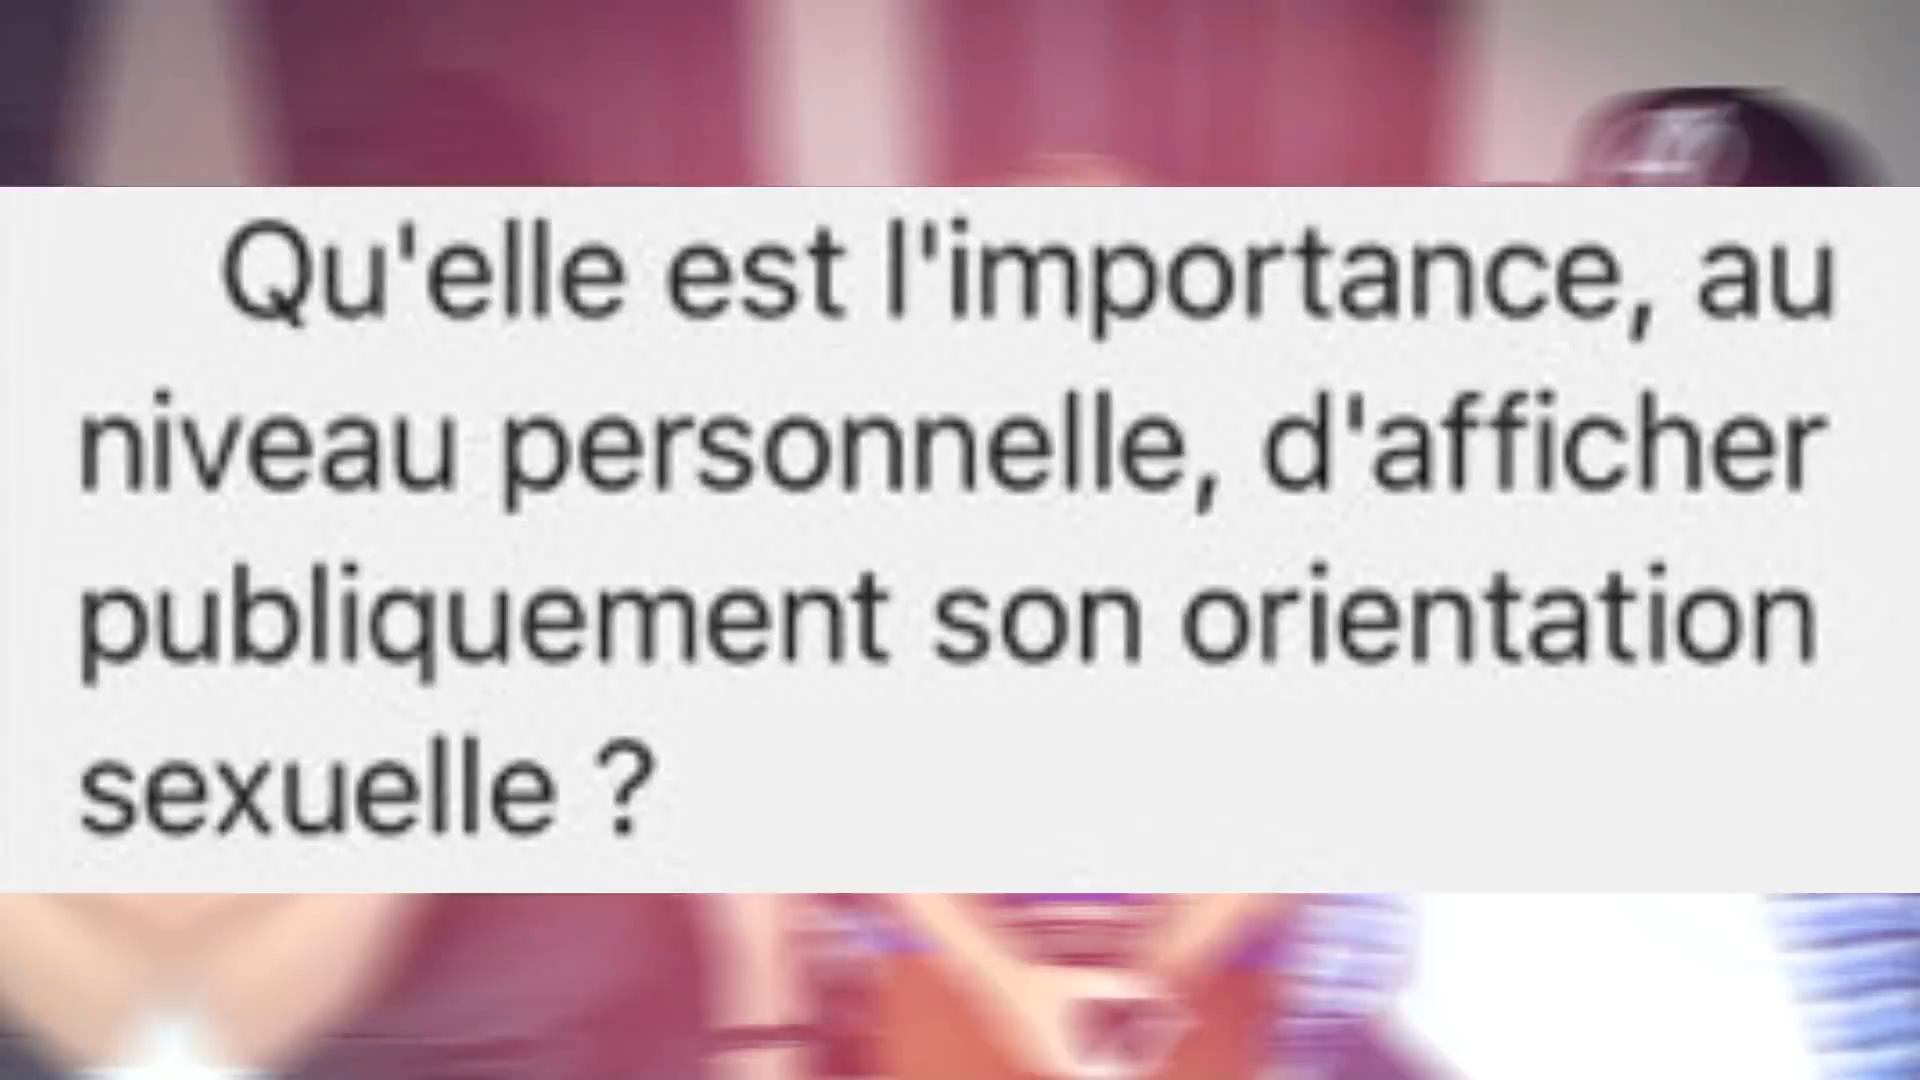 Qu'elle est l'importance, au
niveau personnelle, d'afficher
publiquement son orientation
sexuelle ?